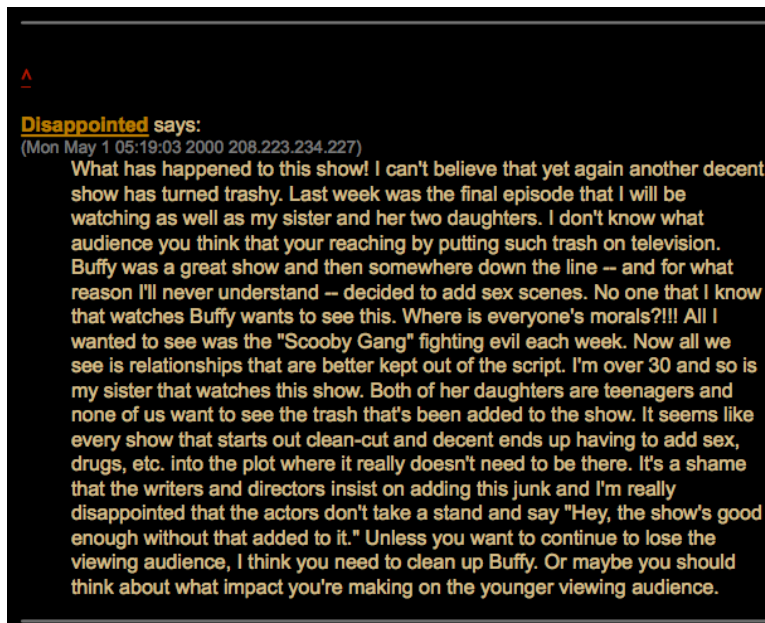 ^
Disappointed says:
(Mon May 1 05:19:03 2000 208.223.234.227)
What has happened to this show! I can't believe that yet again another decent
show has turned trashy. Last week was the final episode that I will be
watching as well as my sister and her two daughters. I don't know what
audience you think that your reaching by putting such trash on television.
Buffy was a great show and then somewhere down the line -- and for what
reason I'll never understand -- decided to add sex scenes. No one that I know
that watches Buffy wants to see this. Where is everyone's morals?!!! All I
wanted to see was the "Scooby Gang" fighting evil each week. Now all we
see is relationships that are better kept out of the script. I'm over 30 and so is
my sister that watches this show. Both of her daughters are teenagers and
none of us want to see the trash that's been added to the show. It seems like
every show that starts out clean-cut and decent ends up having to add sex,
drugs, etc. into the plot where it really doesn't need to be there. It's a shame
that the writers and directors insist on adding this junk and I'm really
disappointed that the actors don't take a stand and say "Hey, the show's good
enough without that added to it." Unless you want to continue to lose the
viewing audience, I think you need to clean up Buffy. Or maybe you should
think about what impact you're making on the younger viewing audience.